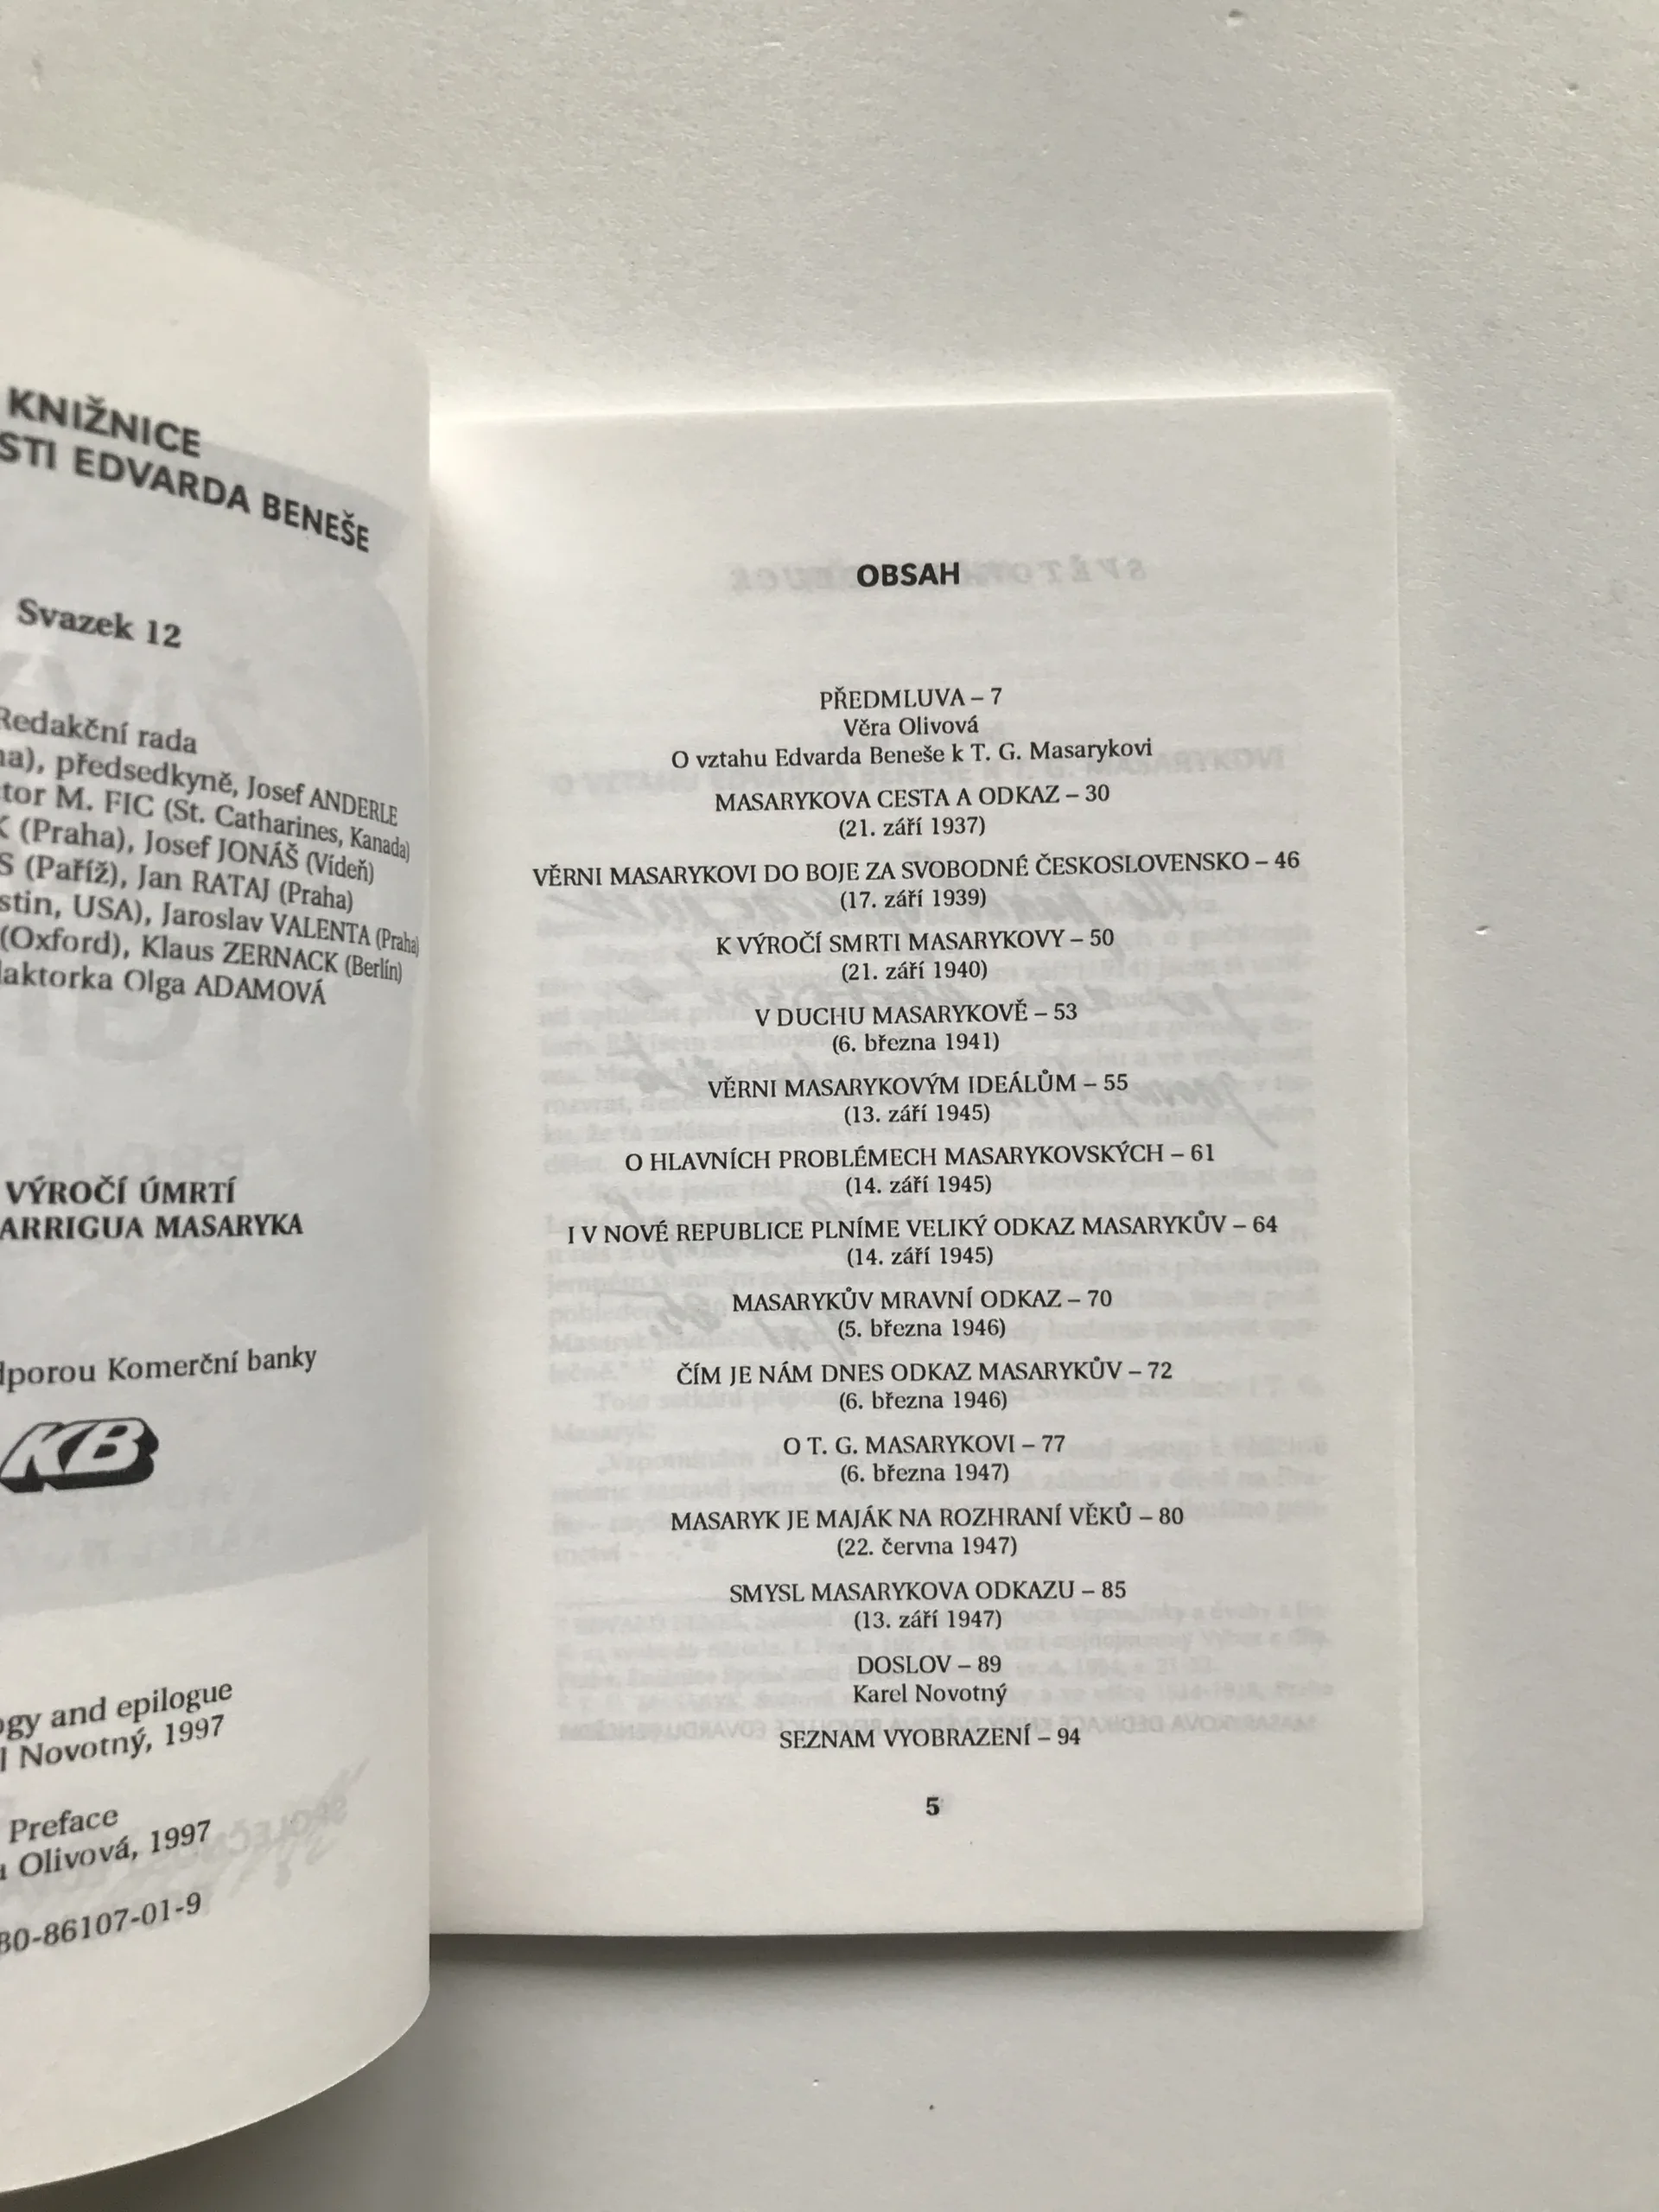 KNIŽNICE
EDVARDA BENEŠE
Svazek 12
Redakční rada
předsedkyně, Josef ANDERLE
M. FIC (St. Catharines, Kanada)
(Praha), Josef JONÁŠ (Vídeň)
(Paříž), Jan RATAJ (Praha)
USA), Jaroslav VALENTA (Praha)
(Oxford), Klaus ZERNACK (Berlín)
Olga ADAMOVÁ
VÝROČÍ ÚMRTÍ
MASARYKA
Komerční banky
KB
and epilogue
Novotný, 1997
Preface
Olivová, 1997
80-86107-01-9
OBSAH
PŘEDMLUVA – 7
Věra Olivová
O vztahu Edvarda Beneše k T. G. Masarykovi
MASARYKOVA CESTA A ODKAZ – 30
(21. září 1937)
VĚRNI MASARYKOVI DO BOJE ZA SVOBODNÉ ČESKOSLOVENSKO – 46
(17. září 1939)
K VÝROČÍ SMRTI MASARYKOVY – 50
(21. září 1940)
V DUCHU MASARYKOVĚ – 53
(6. března 1941)
VĚRNI MASARYKOVÝM IDEÁLŮM – 55
(13. září 1945)
O HLAVNÍCH PROBLÉMECH MASARYKOVSKÝCH – 61
(14. září 1945)
I V NOVÉ REPUBLICE PLNÍME VELIKÝ ODKAZ MASARYKŮV – 64
(14. září 1945)
MASARYKŮV MRAVNÍ ODKAZ – 70
(5. března 1946)
ČÍM JE NÁM DNES ODKAZ MASARYKŮV – 72
(6. března 1946)
O T. G. MASARYKOVI – 77
(6. března 1947)
MASARYK JE MAJÁK NA ROZHRANÍ VĚKŮ – 80
(22. června 1947)
SMYSL MASARYKOVA ODKAZU – 85
(13. září 1947)
DOSLOV – 89
Karel Novotný
SEZNAM VYOBRAZENÍ – 94
5